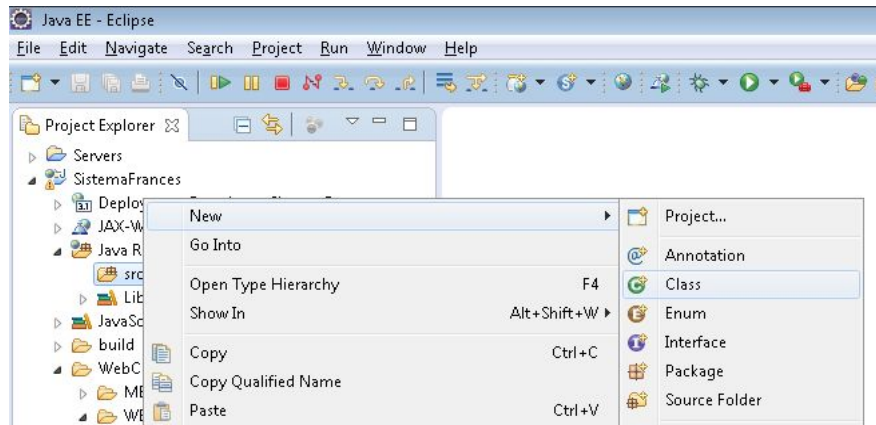 Java EE - Eclipse
File Edit Navigate Search Project Run Window Help
Project Explorer
Servers
SistemaFrances
3.1 Deploy
JAX-W
Java R
src
Lib
JavaSc
build
WebC
ME
WE
New
Go Into
Open Type Hierarchy F4
Show In Alt+Shift+W
Copy Ctrl+C
Copy Qualified Name
Paste Ctrl+V
Project...
Annotation
Class
Enum
Interface
Package
Source Folder